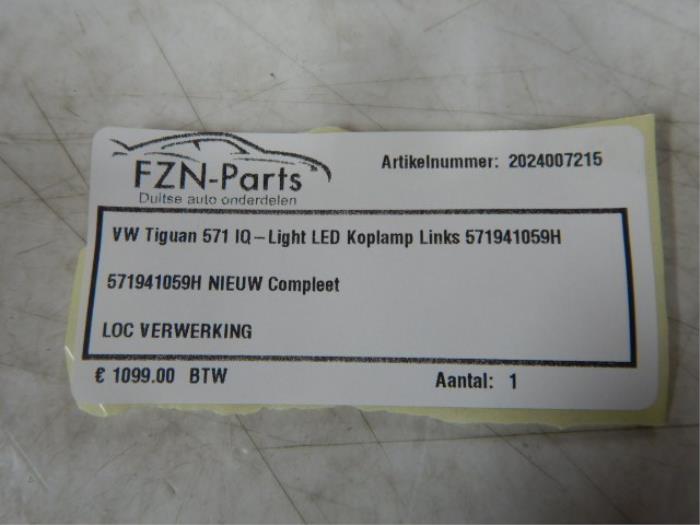 FZN-Parts
Duitse auto onderdelen
Artikelnummer: 2024007215
VW Tiguan 571 IQ-Light LED Koplamp Links 571941059H
571941059H NIEUW Compleet
LOC VERWERKING
€ 1099.00 BTW
Aantal: 1